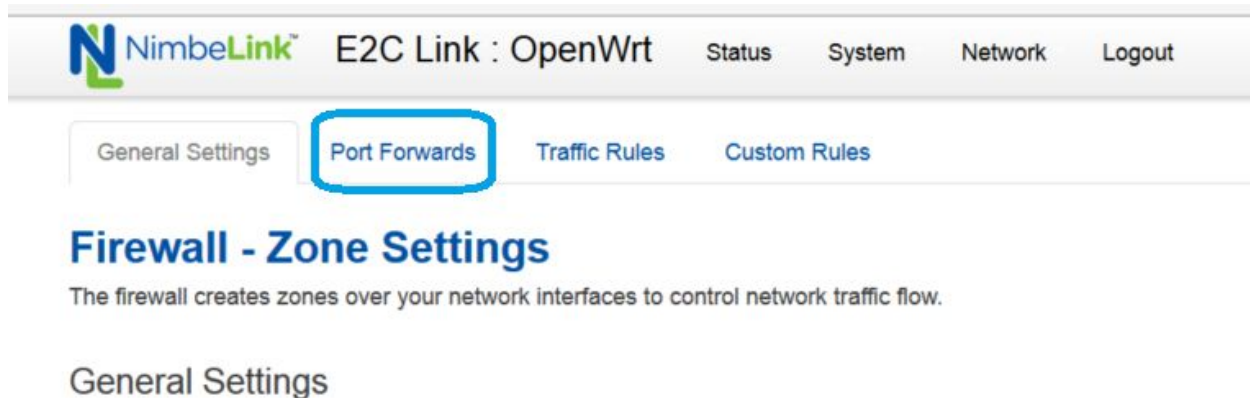 NimbeLink™ E2C Link : OpenWrt Status System Network Logout
General Settings Port Forwards Traffic Rules Custom Rules
Firewall - Zone Settings
The firewall creates zones over your network interfaces to control network traffic flow.
General Settings